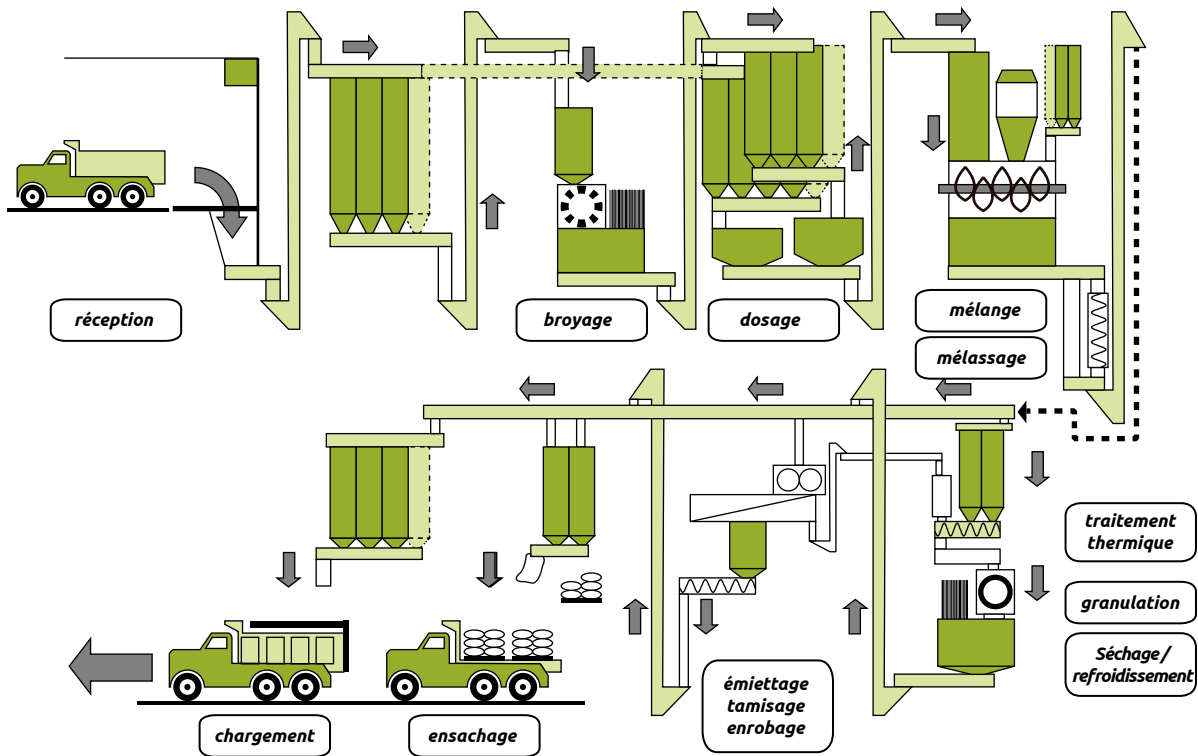 réception
broyage
dosage
mélange
mélassage
traitement
thermique
granulation
Séchage/
refroidissement
émiettage
tamisage
enrobage
ensachage
chargement